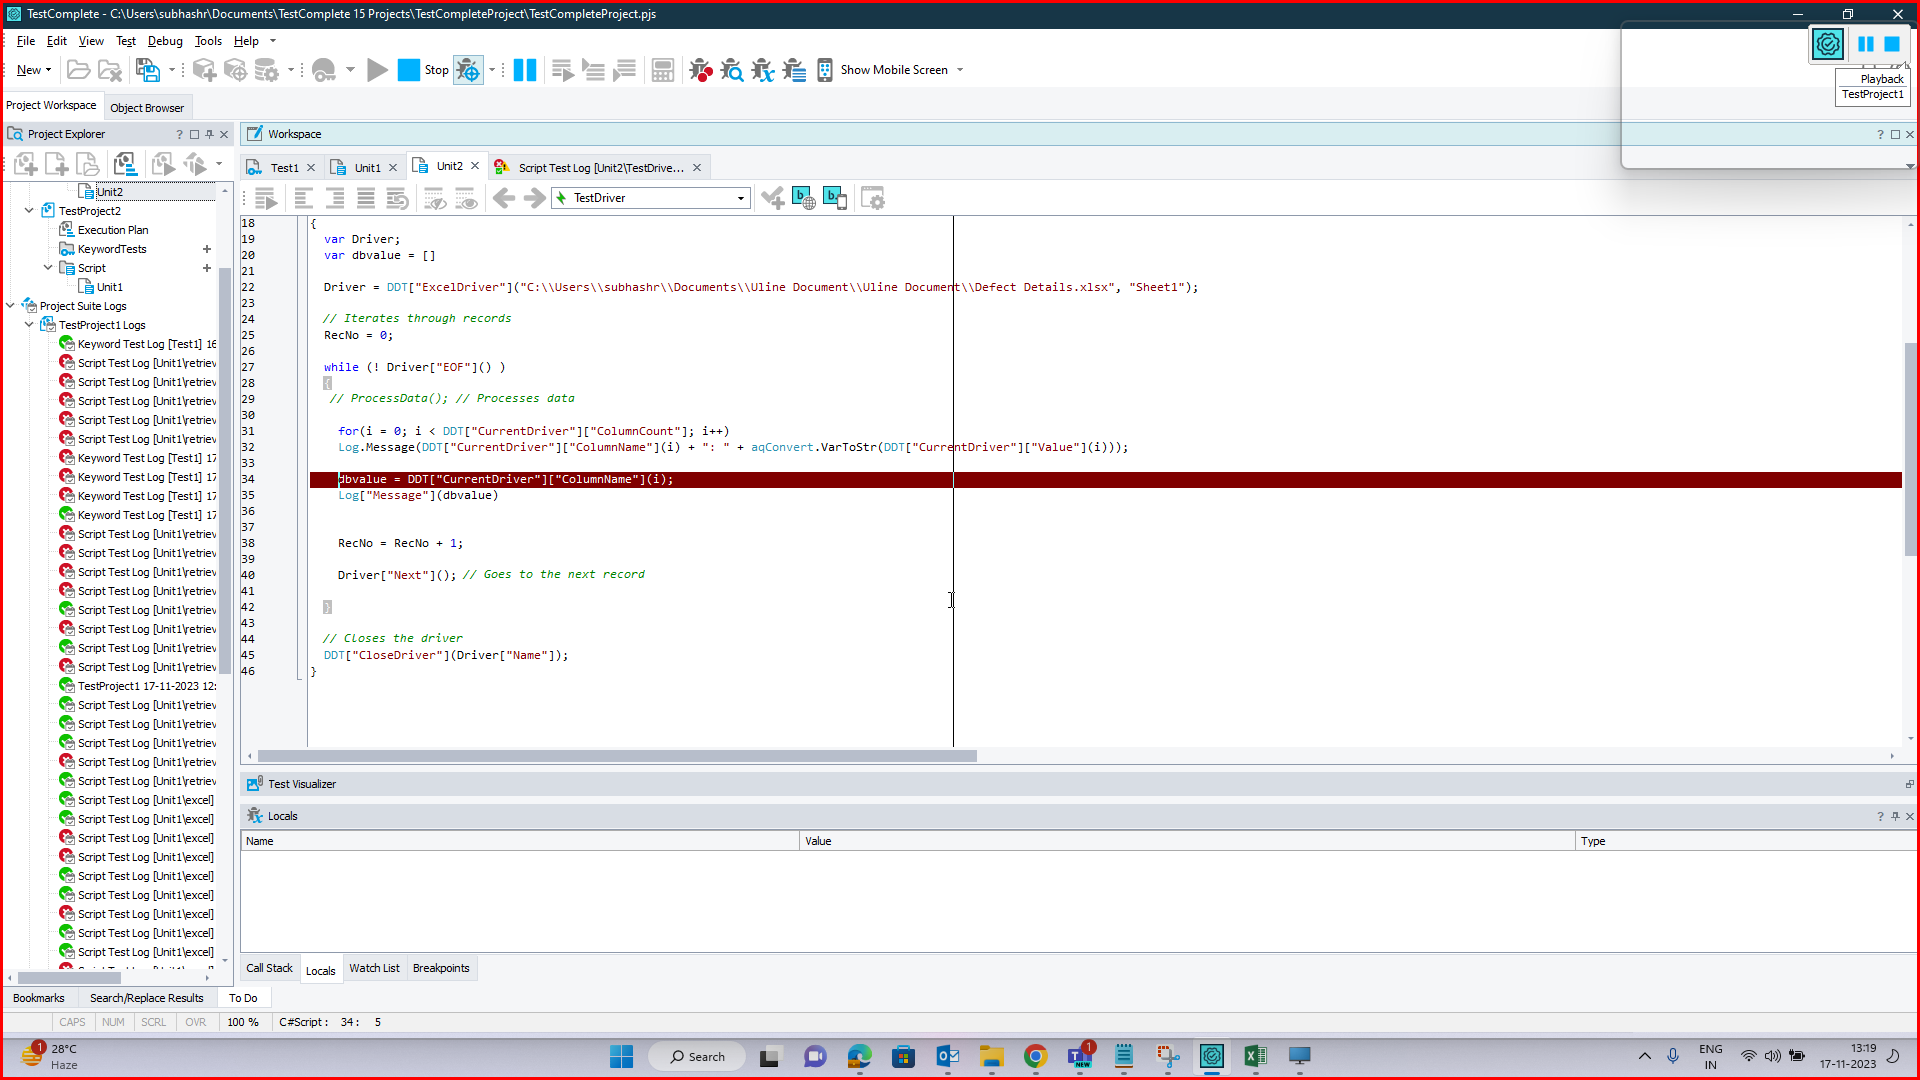 TestComplete - C:\Users\subhashr\Documents\TestComplete 15 Projects\TestCompleteProject\TestCompleteProject.pjs
File Edit View Test Debug Tools Help
New Stop Show Mobile Screen
Playback
TestProject1
Project Workspace Object Browser
Project Explorer
Workspace
Test1 Unit1 Unit2 Script Test Log [Unit2\TestDrive...
TestDriver
Unit2
TestProject2
Execution Plan
KeywordTests
Script
Unit1
Project Suite Logs
TestProject1 Logs
Keyword Test Log [Test1] 16
Script Test Log [Unit1\retriev
Script Test Log [Unit1\retriev
Script Test Log [Unit1\retriev
Script Test Log [Unit1\retriev
Script Test Log [Unit1\retriev
Keyword Test Log [Test1] 17
Keyword Test Log [Test1] 17
Keyword Test Log [Test1] 17
Keyword Test Log [Test1] 17
Script Test Log [Unit1\retriev
Script Test Log [Unit1\retriev
Script Test Log [Unit1\retriev
Script Test Log [Unit1\retriev
Script Test Log [Unit1\retriev
Script Test Log [Unit1\retriev
Script Test Log [Unit1\retriev
Script Test Log [Unit1\retriev
TestProject1 17-11-2023 12:
Script Test Log [Unit1\retriev
Script Test Log [Unit1\retriev
Script Test Log [Unit1\retriev
Script Test Log [Unit1\retriev
Script Test Log [Unit1\retriev
Script Test Log [Unit1\excel]
Script Test Log [Unit1\excel]
Script Test Log [Unit1\excel]
Script Test Log [Unit1\excel]
Script Test Log [Unit1\excel]
Script Test Log [Unit1\excel]
Script Test Log [Unit1\excel]
Script Test Log [Unit1\excel]
Script Test Log [Unit1\excel]
18 {
19 var Driver;
20 var dbvalue = []
21
22 Driver = DDT["ExcelDriver"]("C:\\Users\\subhashr\\Documents\\Uline Document\\Uline Document\\Defect Details.xlsx", "Sheet1");
23
24 // Iterates through records
25 RecNo = 0;
26
27 while (! Driver["EOF"]() )
28 {
29 // ProcessData(); // Processes data
30
31 for(i = 0; i < DDT["CurrentDriver"]["ColumnCount"]; i++)
32 Log.Message(DDT["CurrentDriver"]["ColumnName"](i) + ": " + aqConvert.VarToStr(DDT["CurrentDriver"]["Value"](i)));
33
34 dbvalue = DDT["CurrentDriver"]["ColumnName"](i);
35 Log["Message"](dbvalue)
36
37
38 RecNo = RecNo + 1;
39
40 Driver["Next"](); // Goes to the next record
41
42 }
43
44 // Closes the driver
45 DDT["CloseDriver"](Driver["Name"]);
46 }
Test Visualizer
Locals
Name Value Type
Call Stack Locals Watch List Breakpoints
Bookmarks Search/Replace Results To Do
CAPS NUM SCRL OVR 100 % C#Script : 34 : 5
1 28°C
Haze
Search
1
NEW
ENG
IN
13:19
17-11-2023